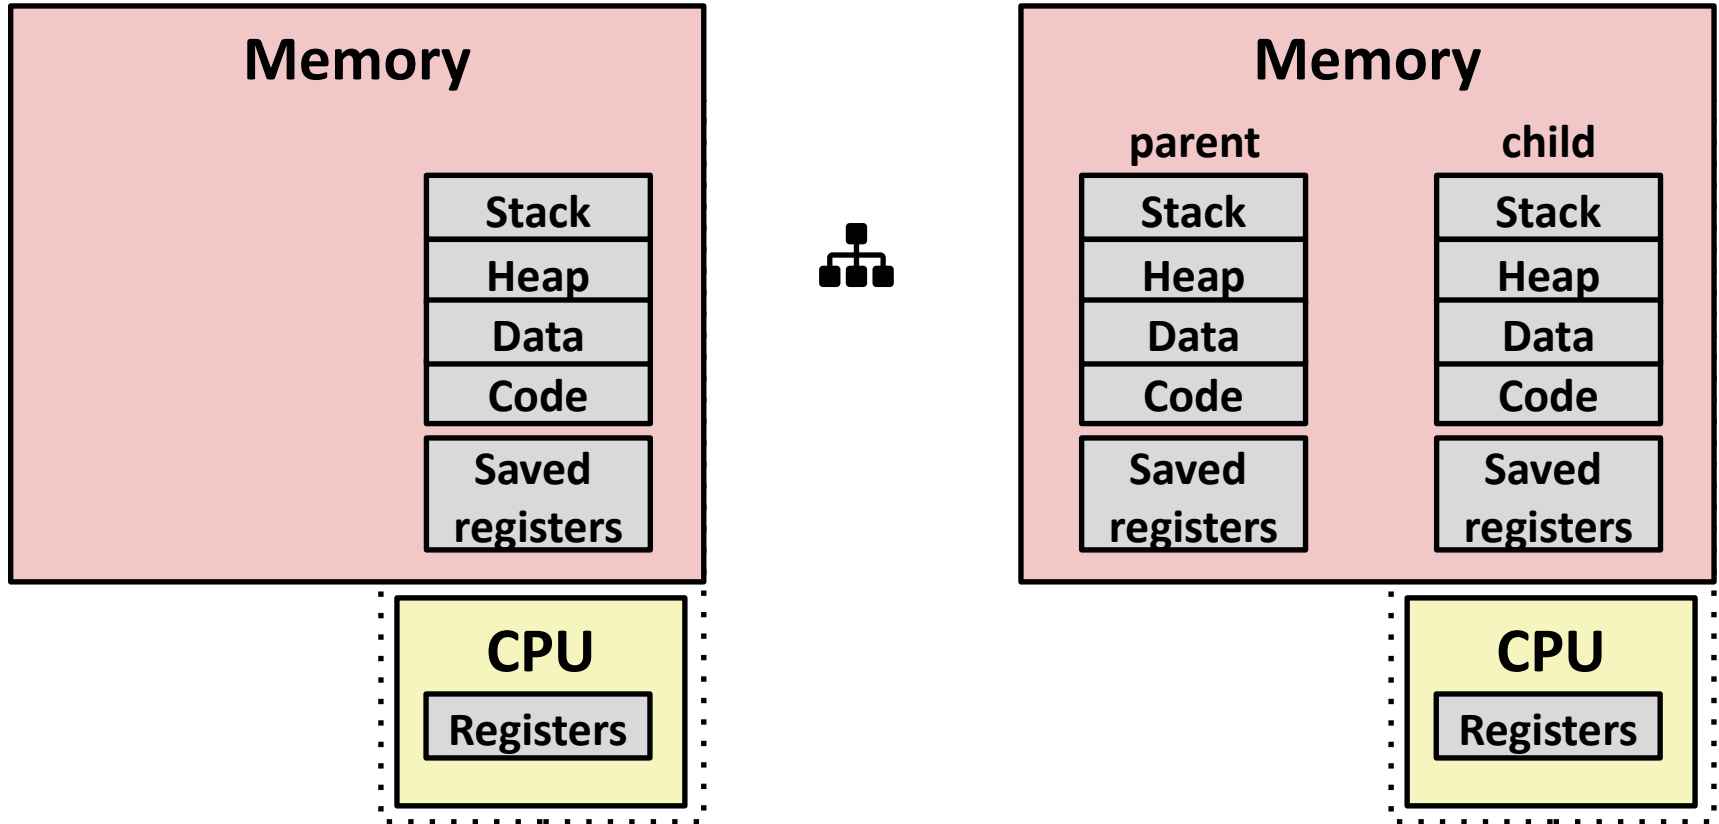 Memory
Stack
Heap
Data
Code
Saved
registers
CPU
Registers
Memory
parent
child
Stack
Heap
Data
Code
Saved
registers
Stack
Heap
Data
Code
Saved
registers
CPU
Registers